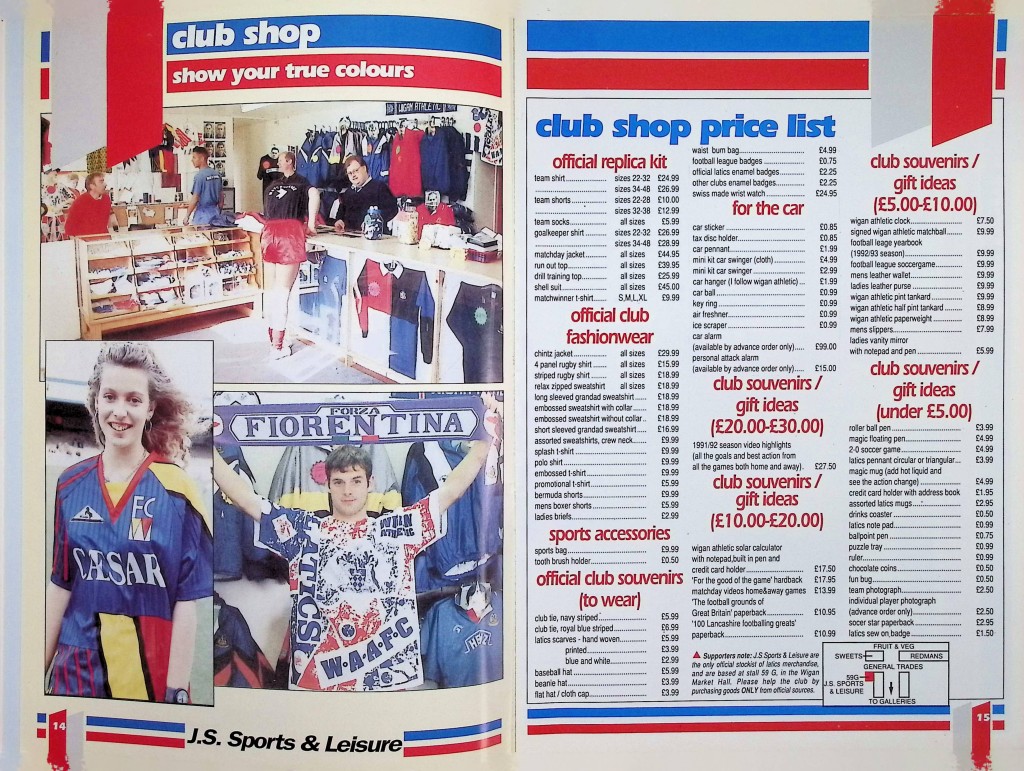 club shop
show your true colours
WIGAN ATHLETIC
FORZA
FIORENTINA
FC
CAESAR
WIGAN
ATHLETIC
W·A·A·F·C
14
J.S. Sports & Leisure
club shop price list
official replica kit
team shirt .................. sizes 22-32 £24.99
.................. sizes 34-48 £26.99
team shorts .................. sizes 22-28 £10.00
.................. sizes 32-38 £12.99
team socks .................. all sizes £5.99
goalkeeper shirt .................. sizes 22-32 £26.99
.................. sizes 34-48 £28.99
matchday jacket .................. all sizes £44.95
run out top .................. all sizes £39.95
drill training top .................. all sizes £25.99
shell suit .................. all sizes £45.00
matchwinner t-shirt ....... S,M,L,XL £9.99
official club
fashionwear
chintz jacket .................. all sizes £29.99
4 panel rugby shirt ....... all sizes £15.99
striped rugby shirt ....... all sizes £18.99
relax zipped sweatshirt all sizes £18.99
long sleeved grandad sweatshirt ..... £18.99
embossed sweatshirt with collar ....... £18.99
embossed sweatshirt without collar .. £18.99
short sleeved grandad sweatshirt ..... £16.99
assorted sweatshirts, crew neck ....... £9.99
splash t-shirt .................. £9.99
polo shirt .................. £9.99
embossed t-shirt .................. £9.99
promotional t-shirt .................. £5.99
bermuda shorts .................. £9.99
mens boxer shorts .................. £5.99
ladies briefs .................. £2.99
sports accessories
sports bag .................. £9.99
tooth brush holder .................. £0.50
official club souvenirs
(to wear)
club tie, navy striped .................. £5.99
club tie, royal blue striped .................. £6.99
latics scarves - hand woven .................. £5.99
printed .................. £3.99
blue and white .................. £2.99
baseball hat .................. £5.99
beanie hat .................. £3.99
flat hat / cloth cap .................. £3.99
waist bum bag .................. £4.99
football league badges .................. £0.75
official latics enamel badges .................. £2.25
other clubs enamel badges .................. £2.25
swiss made wrist watch .................. £24.95
for the car
car sticker .................. £0.85
tax disc holder .................. £0.85
car pennant .................. £1.99
mini kit car swinger (cloth) .................. £4.99
mini kit car swinger .................. £2.99
car hanger (I follow wigan athletic) ... £1.99
car ball .................. £0.99
key ring .................. £0.99
air freshner .................. £0.99
ice scraper .................. £0.99
car alarm
(available by advance order only) ..... £99.00
personal attack alarm
(available by advance order only) ..... £15.00
club souvenirs /
gift ideas
(£20.00-£30.00)
1991/92 season video highlights
(all the goals and best action from
all the games both home and away). £27.50
club souvenirs /
gift ideas
(£10.00-£20.00)
wigan athletic solar calculator
with notepad,built in pen and
credit card holder .................. £17.50
'For the good of the game' hardback £17.95
matchday videos home&away games £13.99
'The football grounds of
Great Britain' paperback .................. £10.95
'100 Lancashire footballing greats'
paperback .................. £10.99
Supporters note: J.S.Sports & Leisure are
the only official stockist of latics merchandise,
and are based at stall 59 G, in the Wigan
Market Hall. Please help the club by
purchasing goods ONLY from official sources.
club souvenirs /
gift ideas
(£5.00-£10.00)
wigan athletic clock .................. £7.50
signed wigan athletic matchball ....... £9.99
football leage yearbook
(1992/93 season) .................. £9.99
football league soccergame .................. £9.99
mens leather wallet .................. £9.99
ladies leather purse .................. £9.99
wigan athletic pint tankard .................. £9.99
wigan athletic half pint tankard .................. £8.99
wigan athletic paperweight .................. £8.99
mens slippers .................. £7.99
ladies vanity mirror
with notepad and pen .................. £5.99
club souvenirs /
gift ideas
(under £5.00)
roller ball pen .................. £3.99
magic floating pen .................. £4.99
2-0 soccer game .................. £4.99
latics pennant circular or triangular ... £3.99
magic mug (add hot liquid and
see the action change) .................. £4.99
credit card holder with address book £1.95
assorted latics mugs .................. £2.95
drinks coaster .................. £0.50
latics note pad .................. £0.99
ballpoint pen .................. £0.75
puzzle tray .................. £0.99
ruler .................. £0.99
chocolate coins .................. £0.50
fun bug .................. £0.50
team photograph .................. £2.50
individual player photograph
(advance order only) .................. £2.50
socer star paperback .................. £2.95
latics sew on badge .................. £1.50
FRUIT & VEG
SWEETS
REDMANS
GENERAL TRADES
59G
J.S. SPORTS
& LEISURE
TO GALLERIES
15